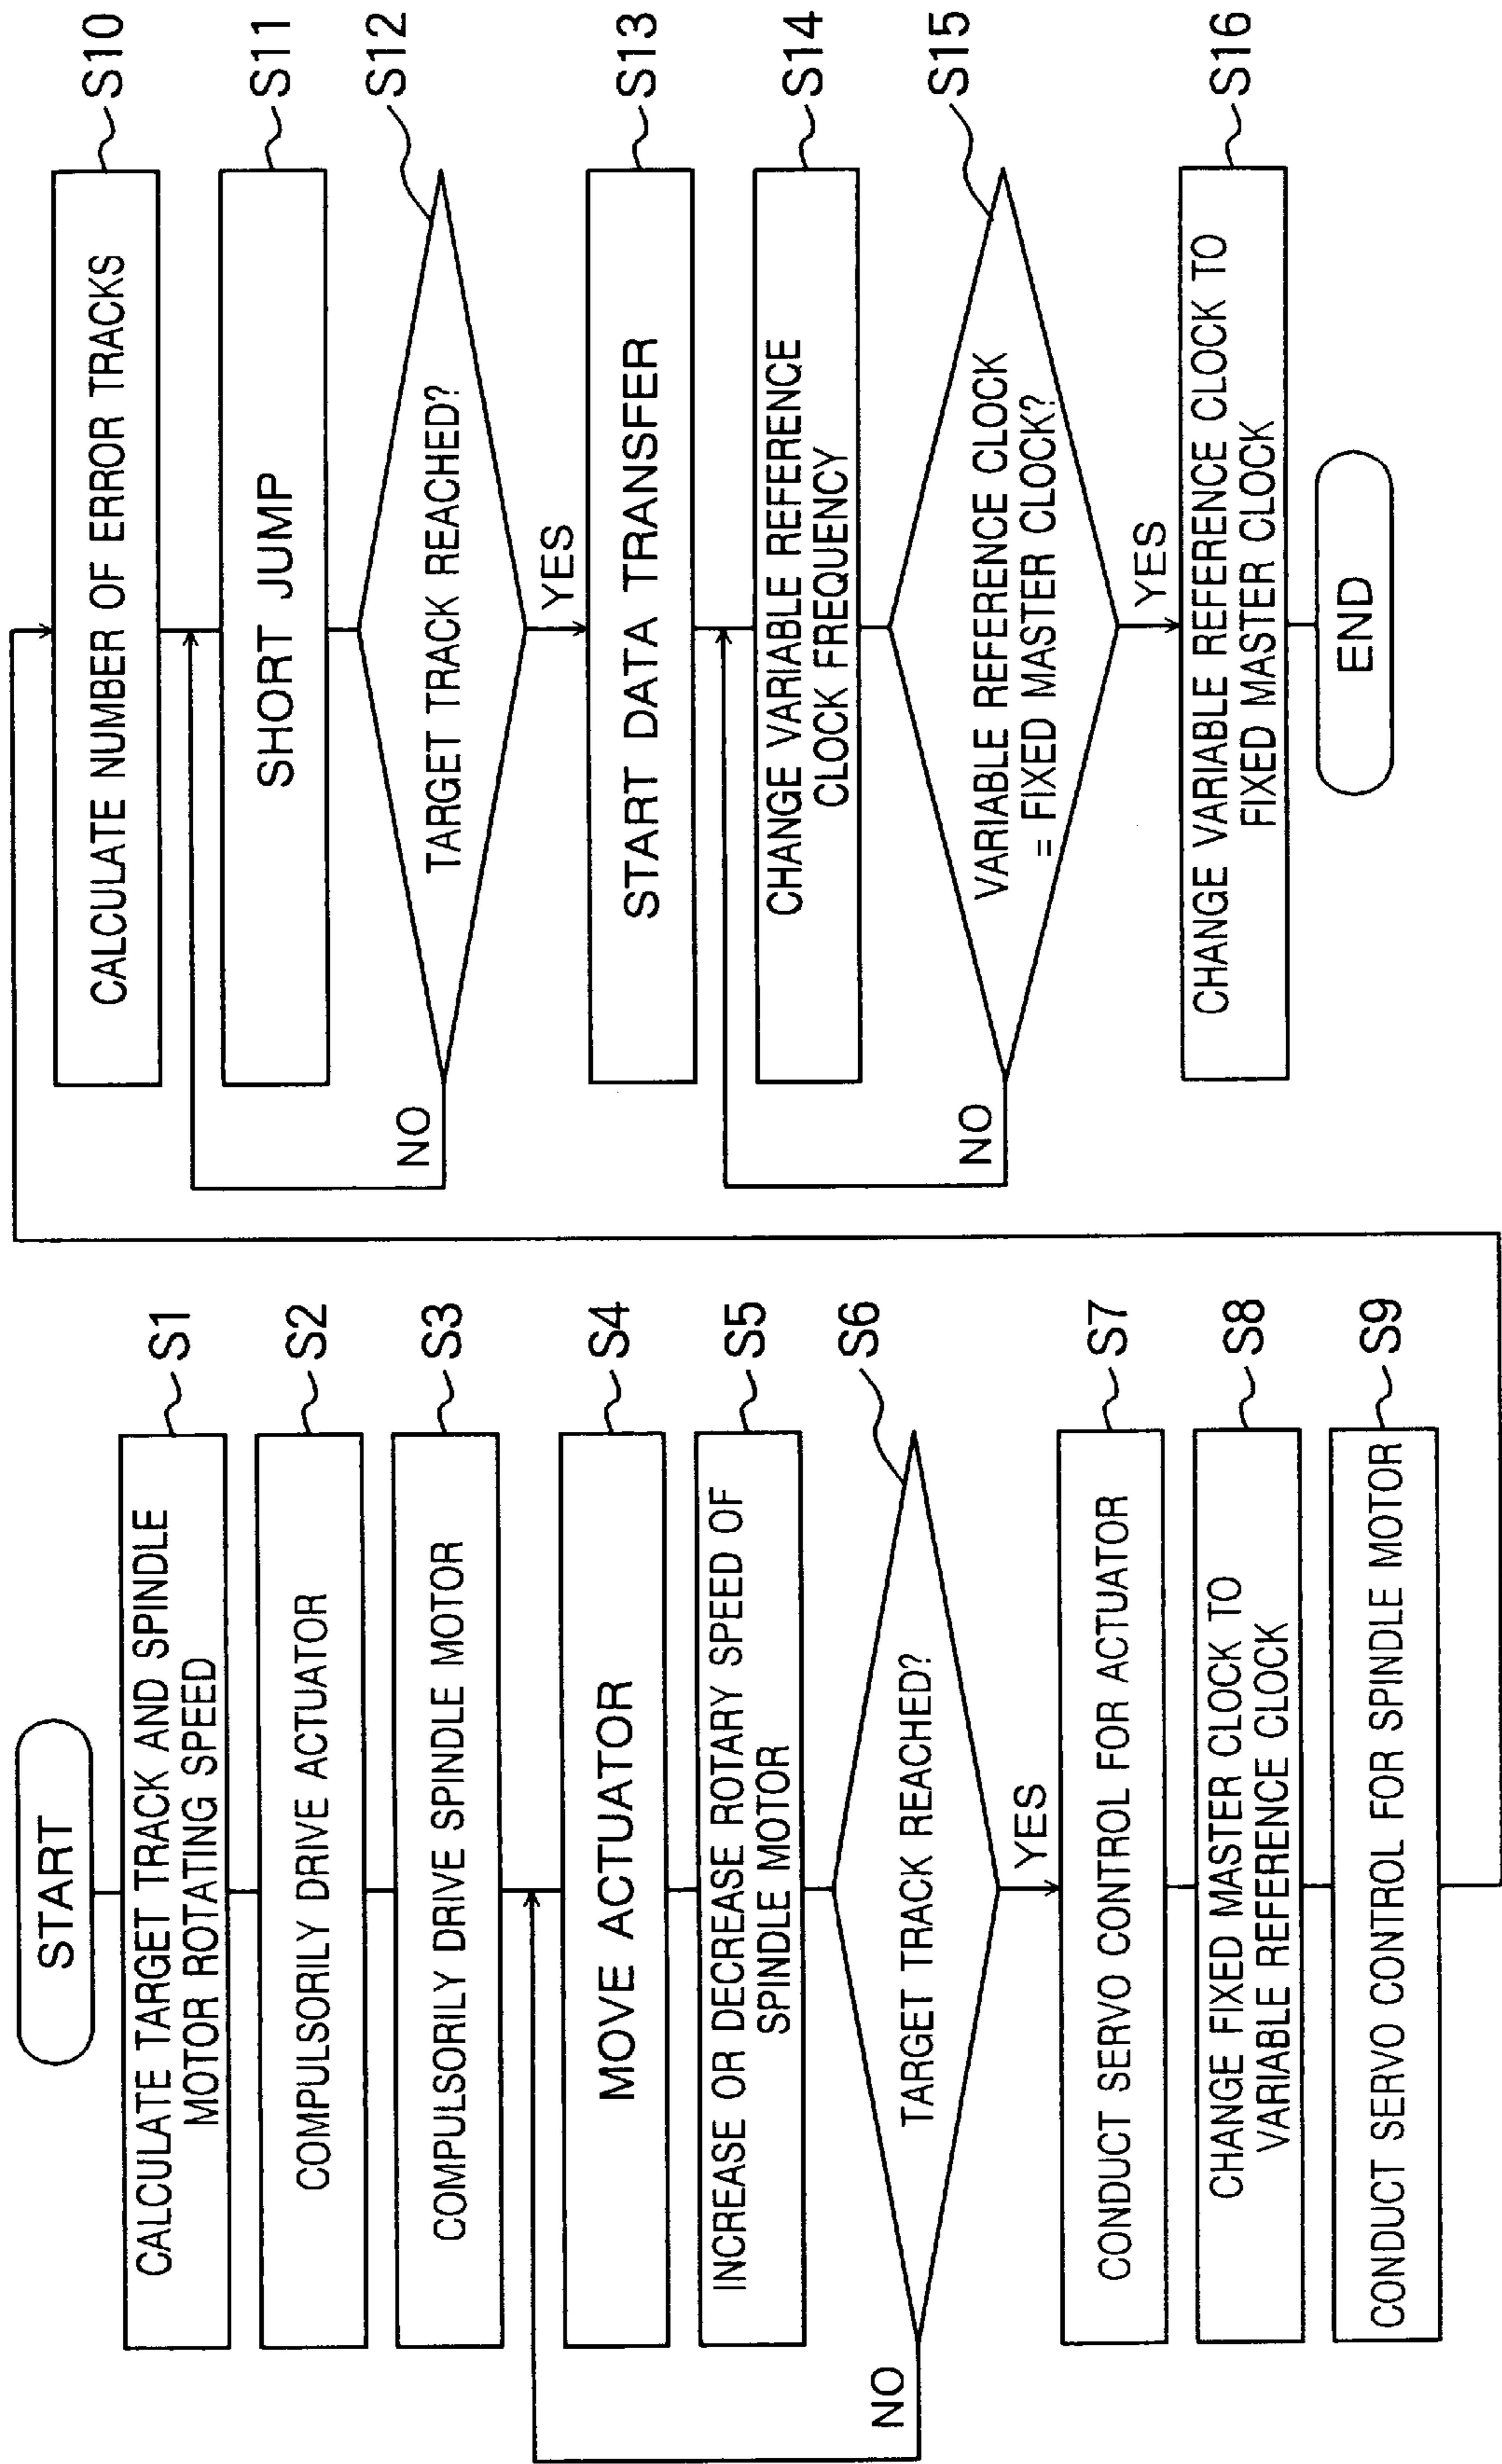 START
CALCULATE TARGET TRACK AND SPINDLE
MOTOR ROTATING SPEED
S1
COMPULSORILY DRIVE ACTUATOR
S2
COMPULSORILY DRIVE SPINDLE MOTOR
S3
MOVE ACTUATOR
S4
INCREASE OR DECREASE ROTARY SPEED OF
SPINDLE MOTOR
S5
TARGET TRACK REACHED?
S6
NO
YES
CONDUCT SERVO CONTROL FOR ACTUATOR
S7
CHANGE FIXED MASTER CLOCK TO
VARIABLE REFERENCE CLOCK
S8
CONDUCT SERVO CONTROL FOR SPINDLE MOTOR
S9
CALCULATE NUMBER OF ERROR TRACKS
S10
SHORT JUMP
S11
TARGET TRACK REACHED?
S12
NO
YES
START DATA TRANSFER
S13
CHANGE VARIABLE REFERENCE
CLOCK FREQUENCY
S14
VARIABLE REFERENCE CLOCK
= FIXED MASTER CLOCK?
S15
NO
YES
CHANGE VARIABLE REFERENCE CLOCK TO
FIXED MASTER CLOCK
S16
END